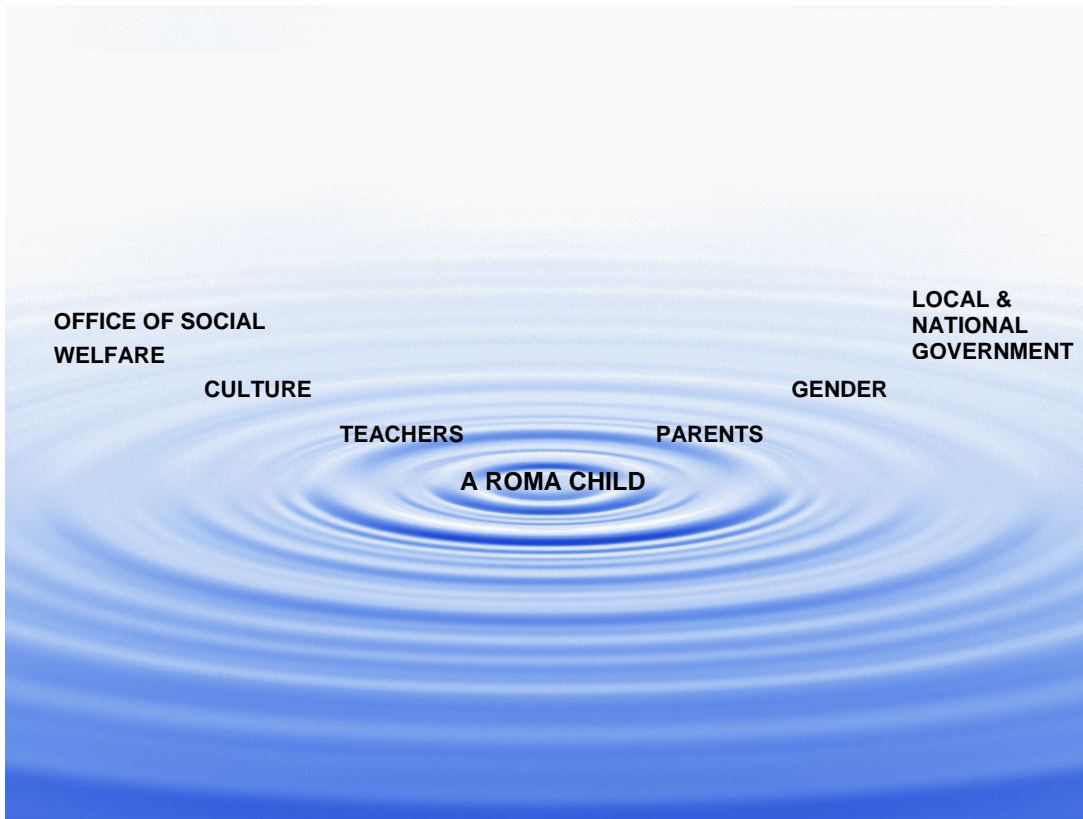 OFFICE OF SOCIAL
WELFARE
LOCAL &
NATIONAL
GOVERNMENT
CULTURE
GENDER
TEACHERS
PARENTS
A ROMA CHILD